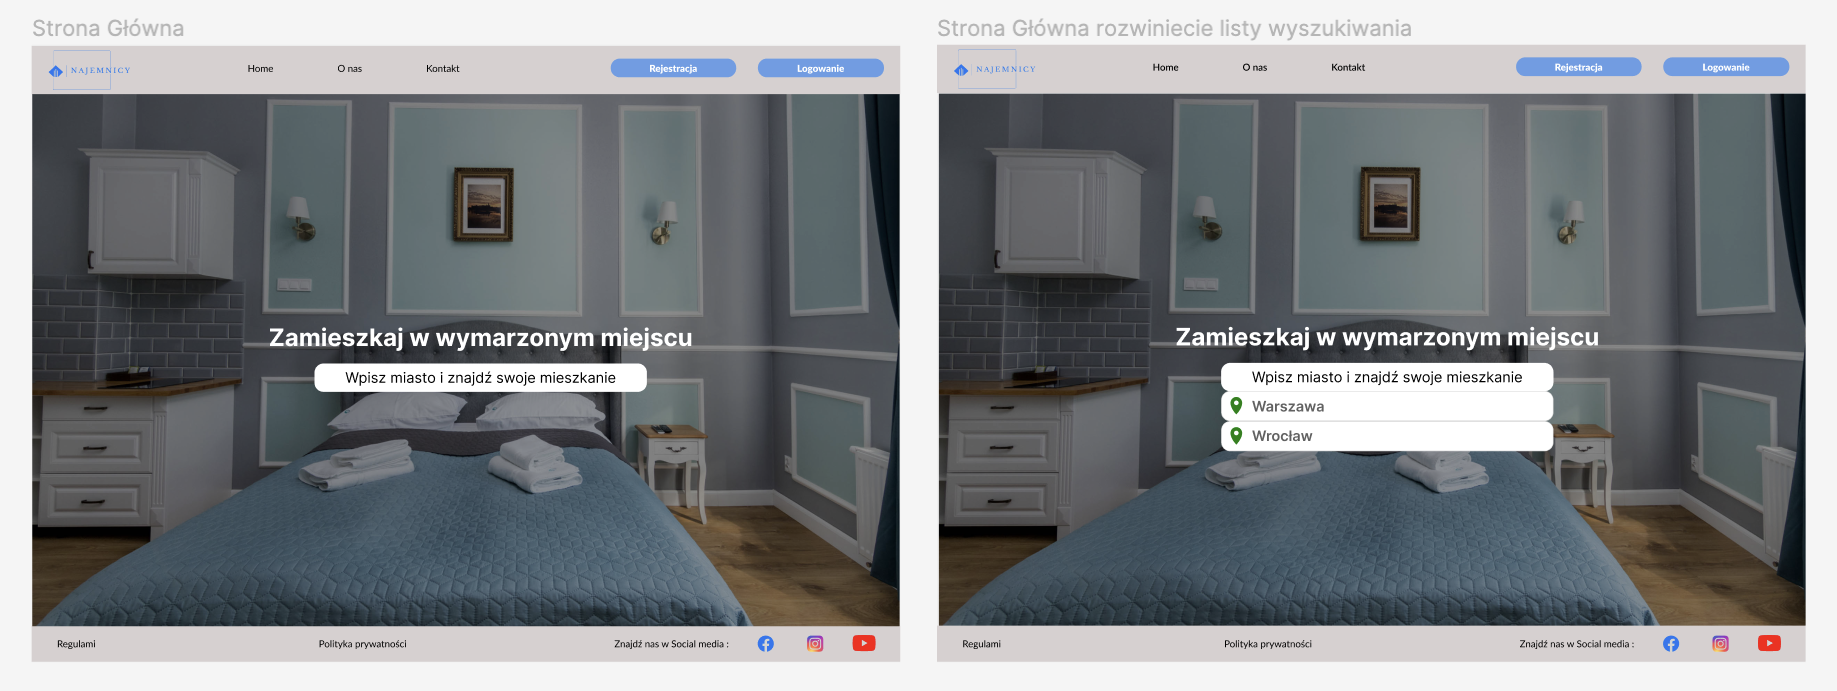 Strona Główna
NAJEMNICY
Home
O nas
Kontakt
Rejestracja
Logowanie
Zamieszkaj w wymarzonym miejscu
Wpisz miasto i znajdź swoje mieszkanie
Regulami
Polityka prywatności
Znajdź nas w Social media :
Strona Główna rozwiniecie listy wyszukiwania
NAJEMNICY
Home
O nas
Kontakt
Rejestracja
Logowanie
Zamieszkaj w wymarzonym miejscu
Wpisz miasto i znajdź swoje mieszkanie
Warszawa
Wrocław
Regulami
Polityka prywatności
Znajdź nas w Social media :